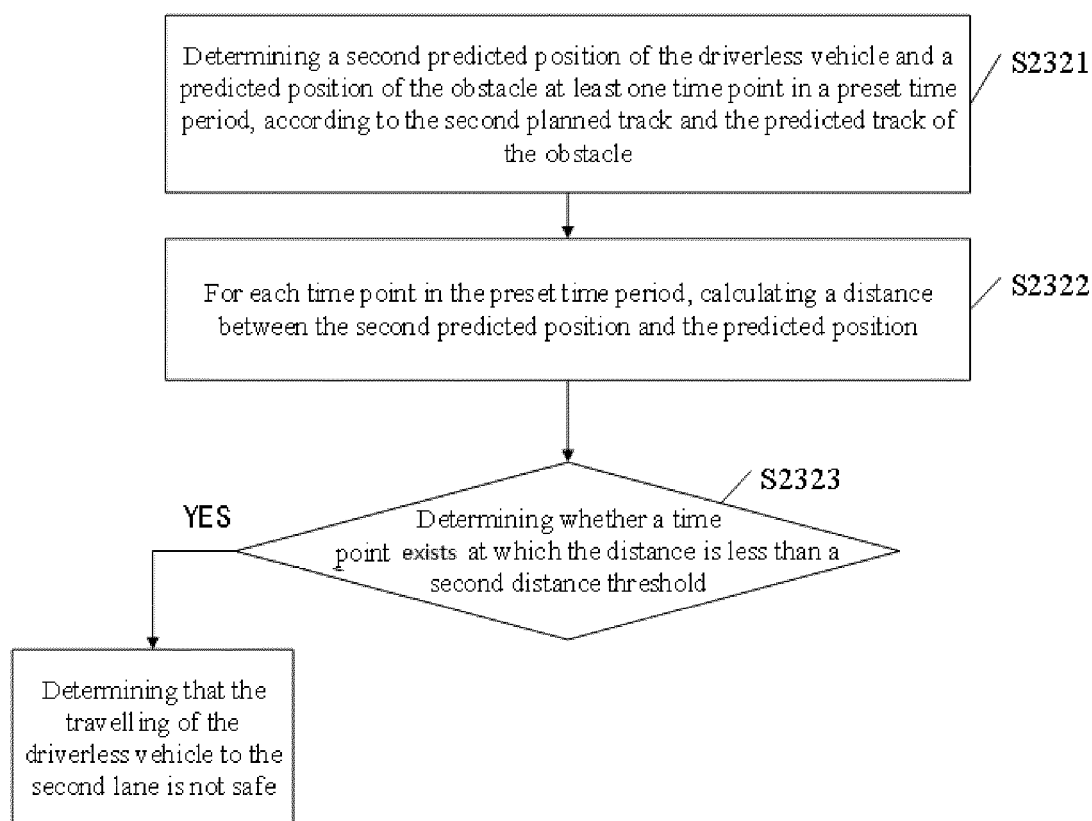 Determining a second predicted position of the driverless vehicle and a
predicted position of the obstacle at least one time point in a preset time
period, according to the second planned track and the predicted track of
the obstacle
S2321
For each time point in the preset time period, calculating a distance
between the second predicted position and the predicted position
S2322
S2323
YES
Determining whether a time
point exists at which the distance is less than a
second distance threshold
Determining that the
travelling of the
driverless vehicle to the
second lane is not safe